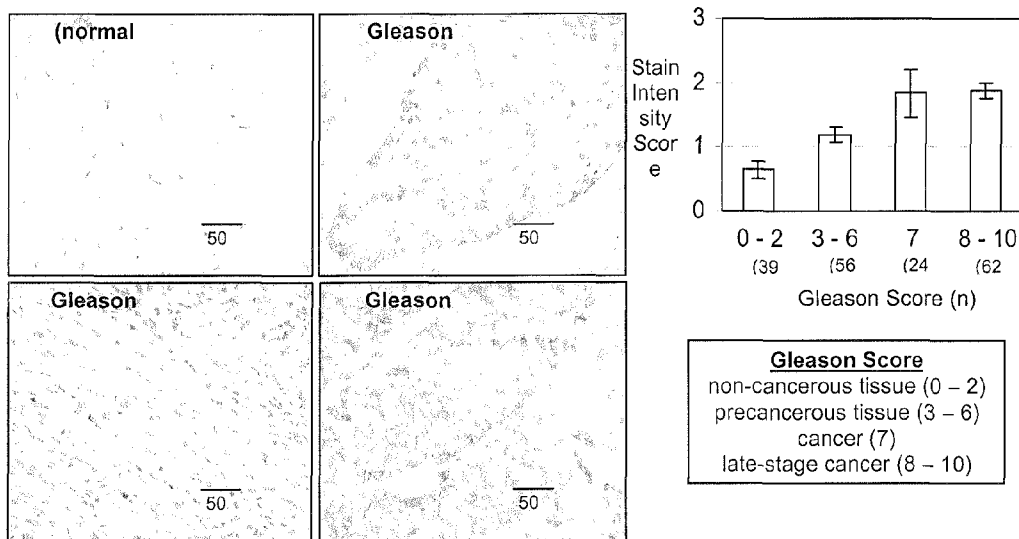 (normal
50
Gleason
50
Gleason
50
Gleason
50
Stain
Inten
sity
Scor
e
3
2
1
0
0 - 2
3 - 6
7
8 - 10
(39
(56
(24
(62
Gleason Score (n)
Gleason Score
non-cancerous tissue (0 – 2)
precancerous tissue (3 – 6)
cancer (7)
late-stage cancer (8 – 10)